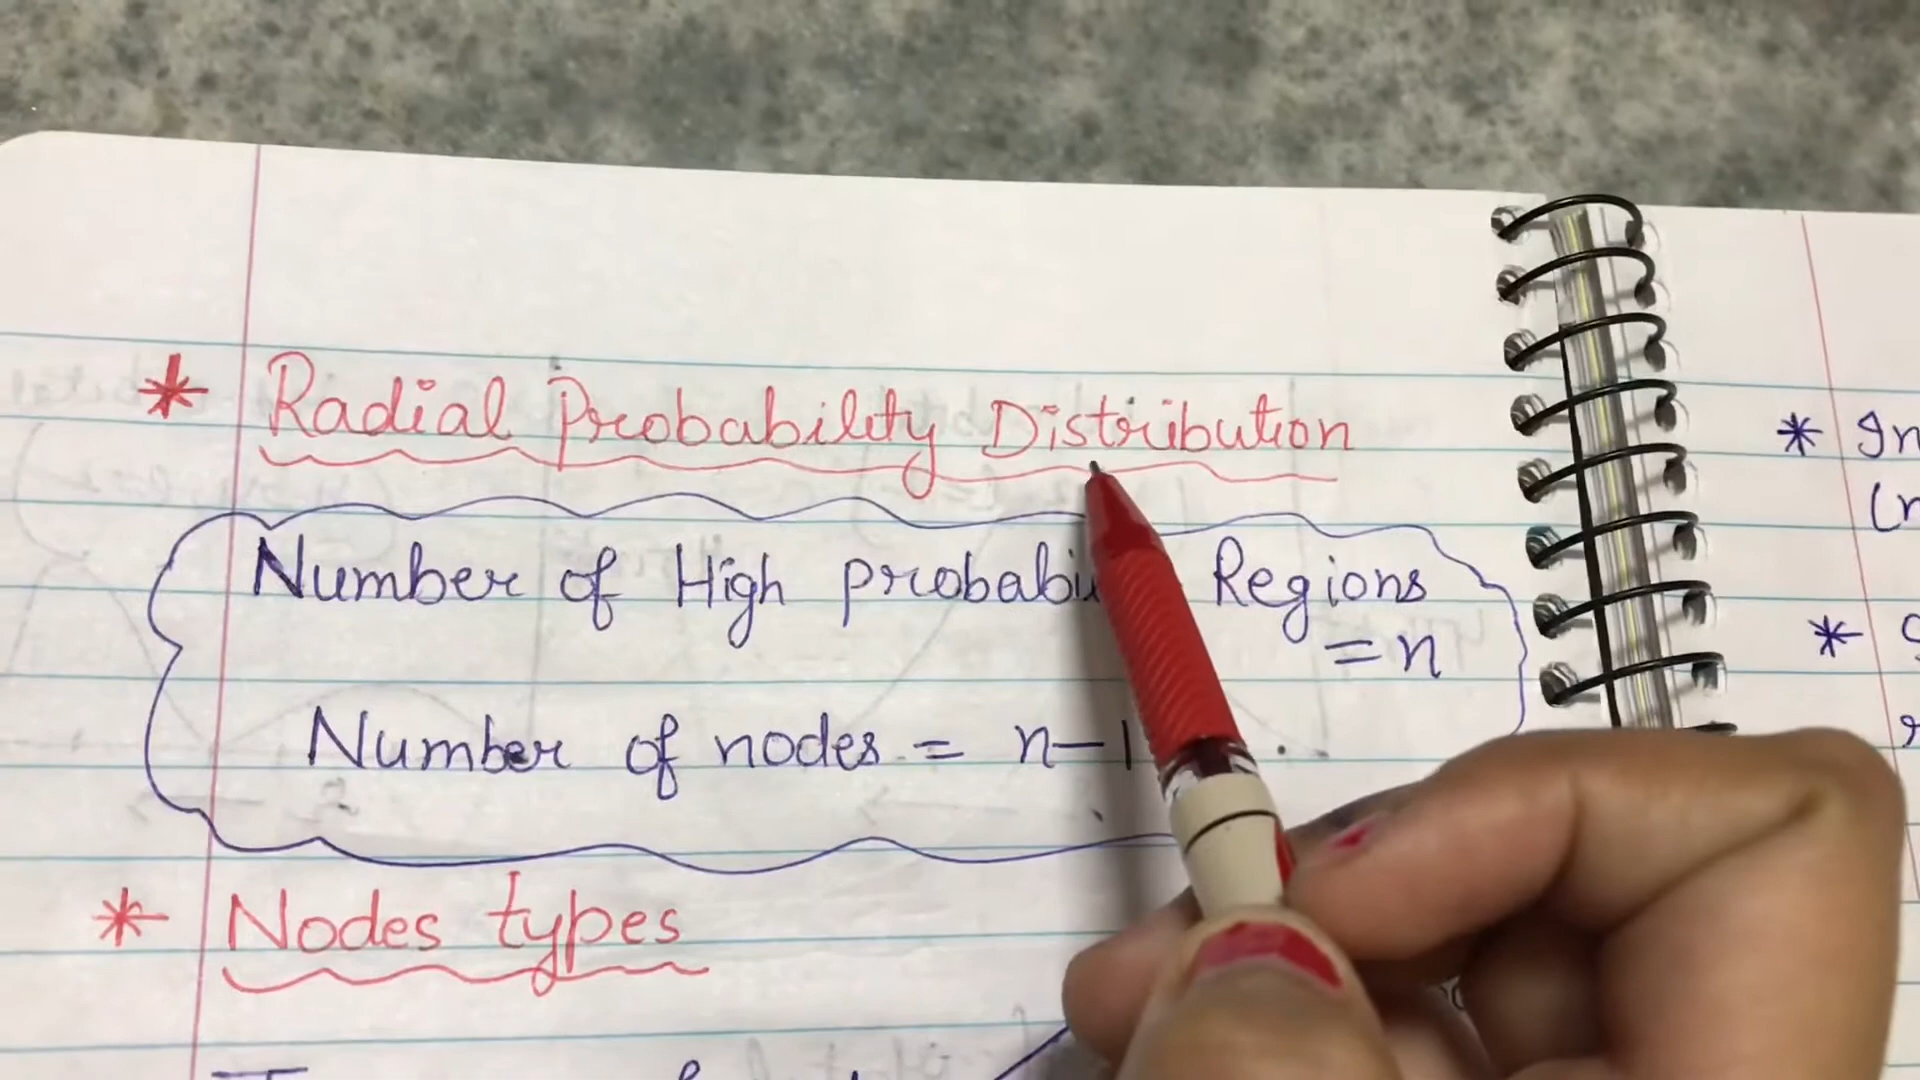 * Radial Probability Distribution
Number of High probabi Regions
= n
Number of nodes = n-1
* Nodes types
* In
*